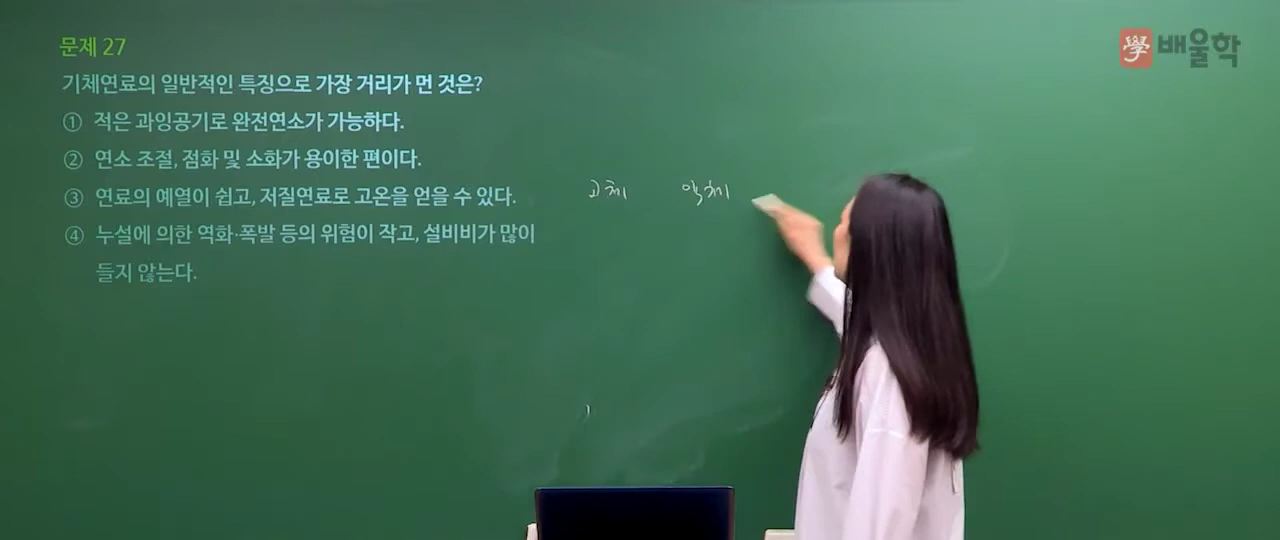 문제 27
기체연료의 일반적인 특징으로 가장 거리가 먼 것은?
① 적은 과잉공기로 완전연소가 가능하다.
② 연소 조절, 점화 및 소화가 용이한 편이다.
③ 연료의 예열이 쉽고, 저질연료로 고온을 얻을 수 있다.
④ 누설에 의한 역화·폭발 등의 위험이 작고, 설비비가 많이
들지 않는다.
고체 액체
學 배울학